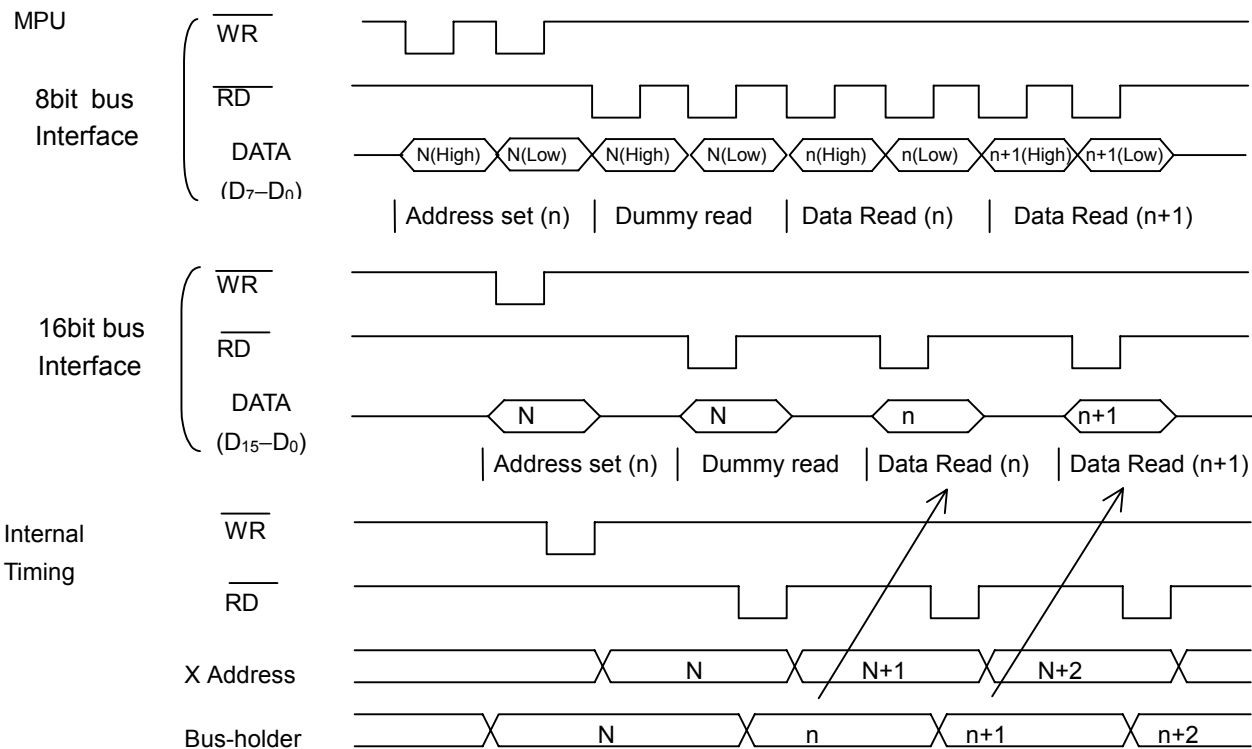 MPU
WR
8bit bus
Interface
RD
DATA
(D7–D0)
N(High) N(Low) N(High) N(Low) n(High) n(Low) n+1(High) n+1(Low)
Address set (n) Dummy read Data Read (n) Data Read (n+1)
WR
16bit bus
Interface
RD
DATA
(D15–D0)
N N n n+1
Address set (n) Dummy read Data Read (n) Data Read (n+1)
Internal
Timing
WR
RD
X Address N N+1 N+2
Bus-holder N n n+1 n+2